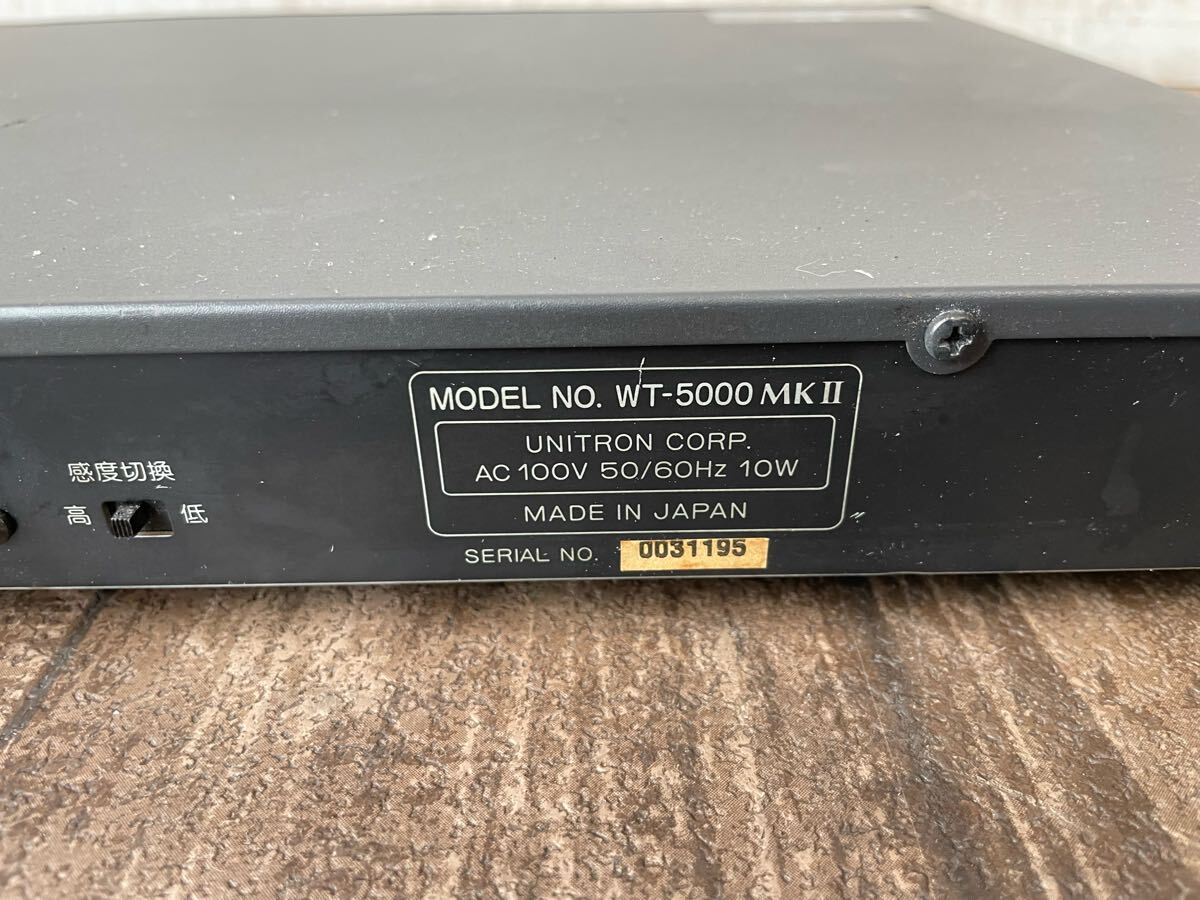 感度切換
高 低
MODEL NO. WT-5000 MK II
UNITRON CORP.
AC 100V 50/60Hz 10W
MADE IN JAPAN
SERIAL NO. 0031195